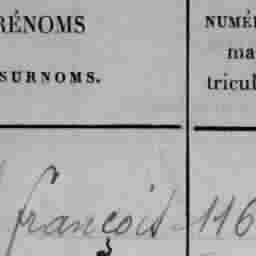 RÉNOMS
SURNOMS.
NUMÉ
ma
tricul
françois 116